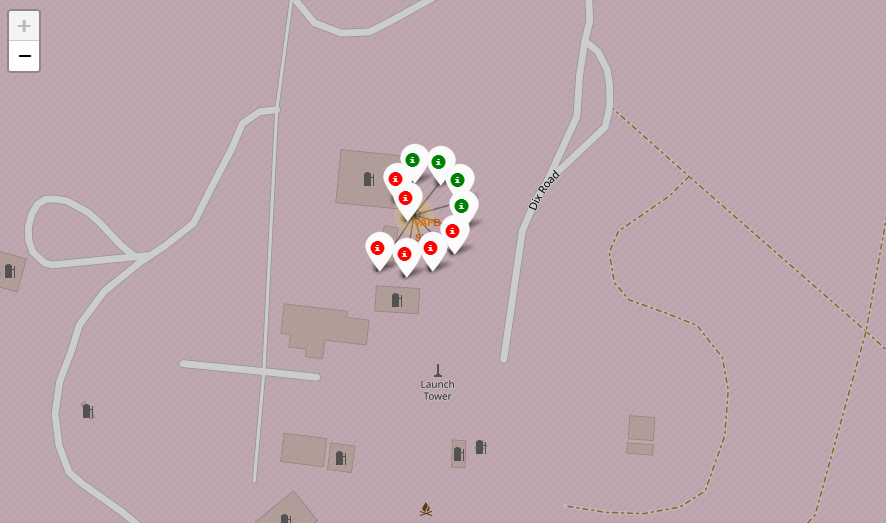 +
Dix Road
Launch
Tower
−